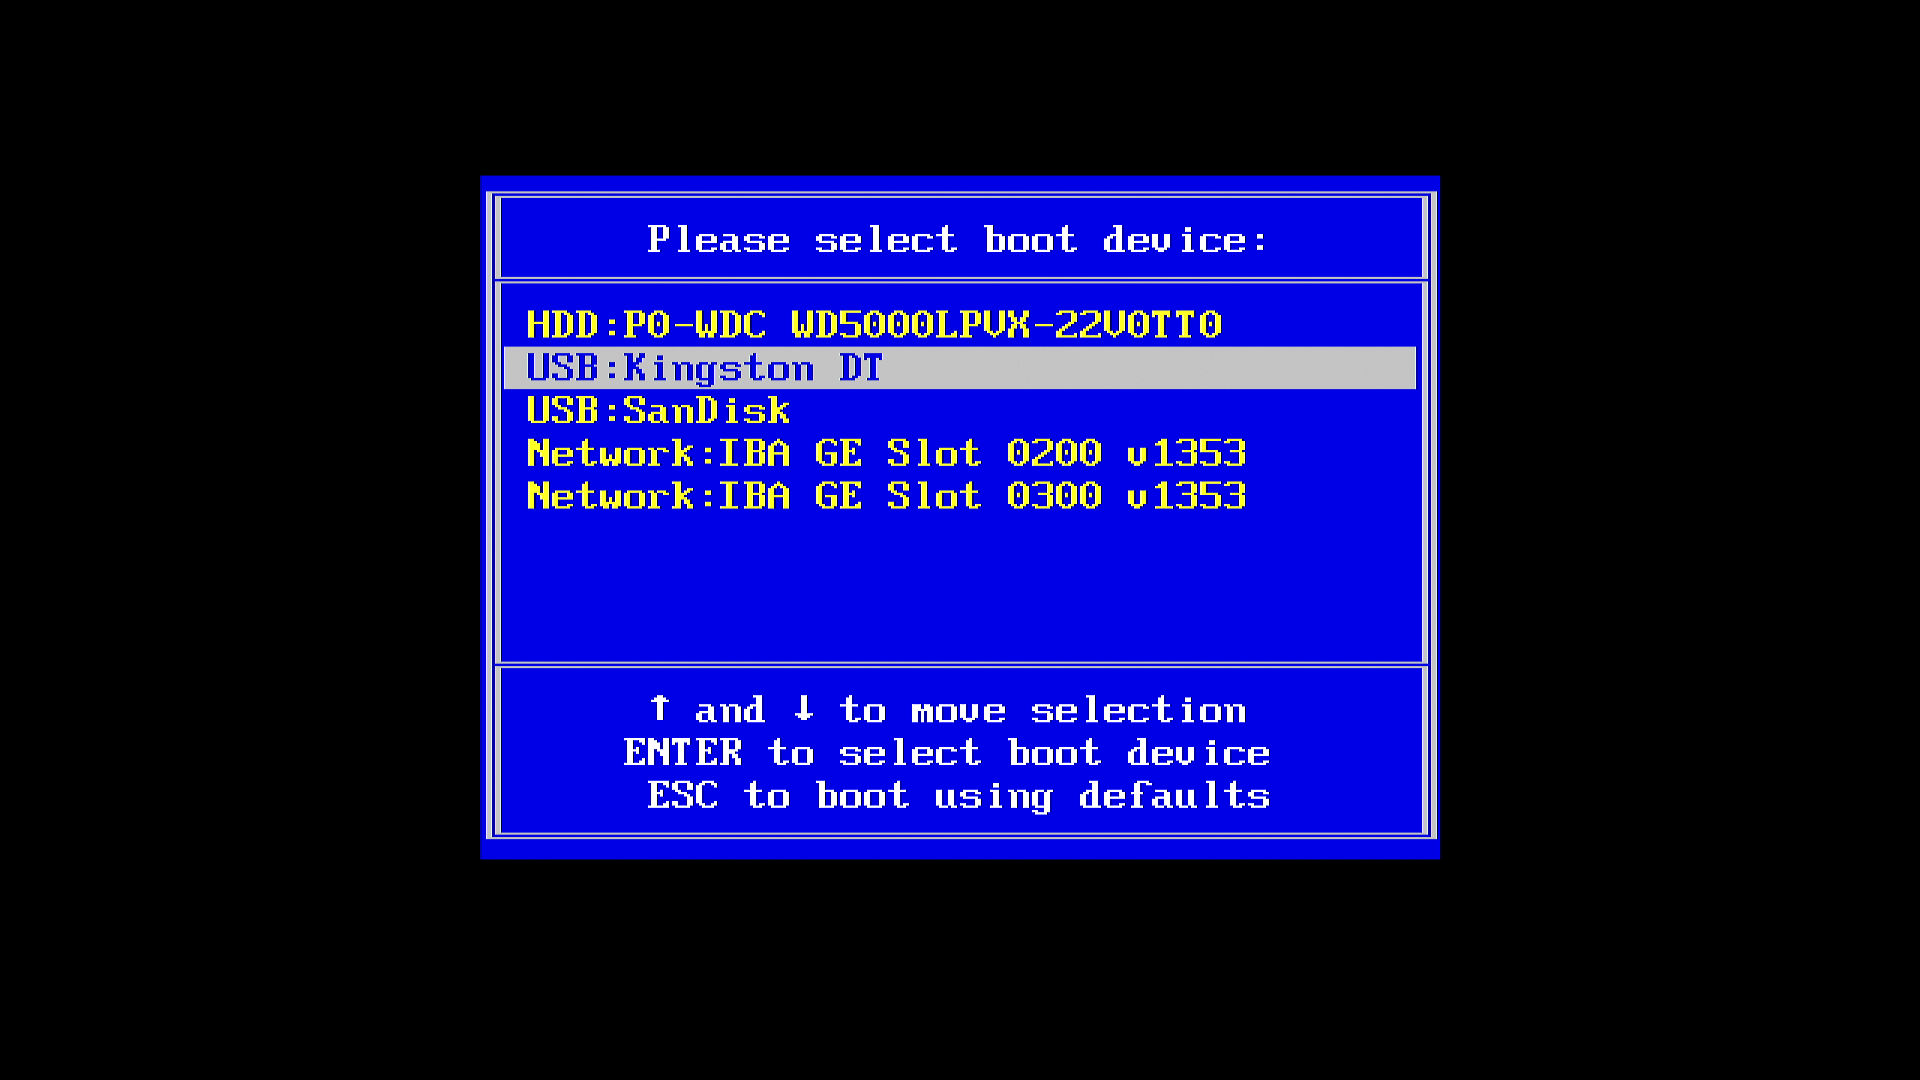 Please select boot device:
HDD:P0-WDC WD5000LPVX-22V0TT0
USB:Kingston DT
USB:SanDisk
Network:IBA GE Slot 0200 v1353
Network:IBA GE Slot 0300 v1353
↑ and ↓ to move selection
ENTER to select boot device
ESC to boot using defaults